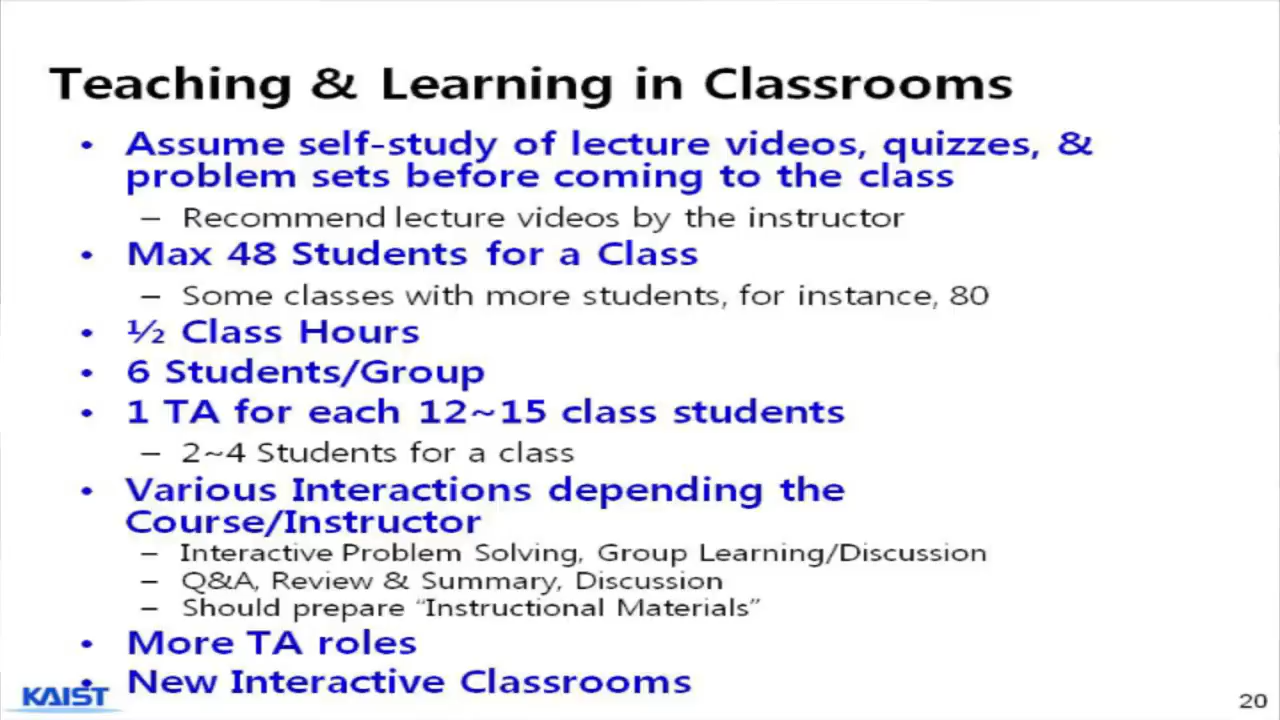 Teaching & Learning in Classrooms
• Assume self-study of lecture videos, quizzes, &
problem sets before coming to the class
– Recommend lecture videos by the instructor
• Max 48 Students for a Class
– Some classes with more students, for instance, 80
• ½ Class Hours
• 6 Students/Group
• 1 TA for each 12~15 class students
– 2~4 Students for a class
• Various Interactions depending the
Course/Instructor
– Interactive Problem Solving, Group Learning/Discussion
– Q&A, Review & Summary, Discussion
– Should prepare “Instructional Materials”
• More TA roles
• New Interactive Classrooms
KAIST
20